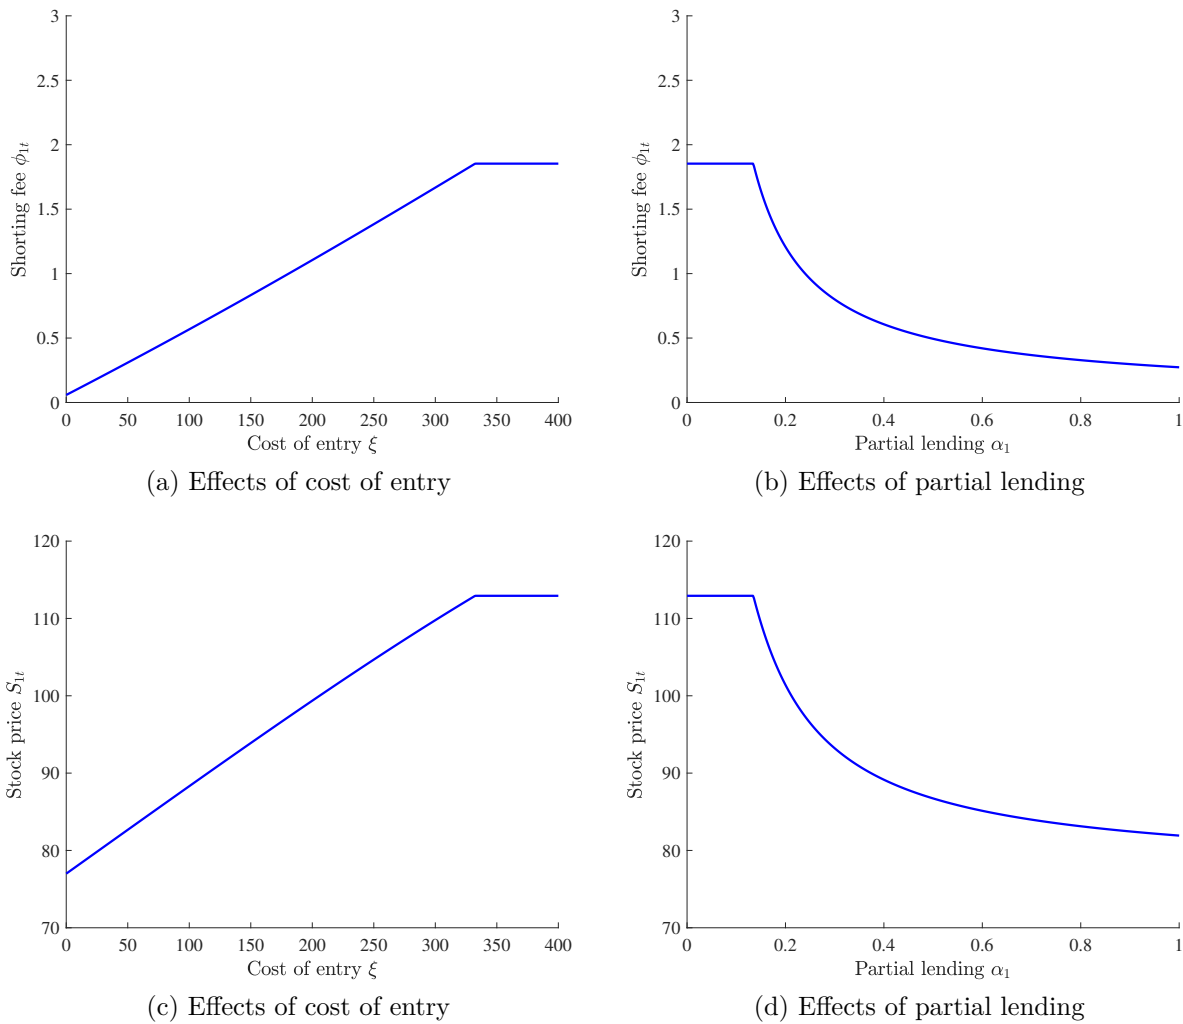 3
2.5
2
1.5
1
0.5
0
Shorting fee ϕ₁ₜ
0 50 100 150 200 250 300 350 400
Cost of entry ξ
(a) Effects of cost of entry
3
2.5
2
1.5
1
0.5
0
Shorting fee ϕ₁ₜ
0 0.2 0.4 0.6 0.8 1
Partial lending α₁
(b) Effects of partial lending
120
110
100
90
80
70
Stock price S₁ₜ
0 50 100 150 200 250 300 350 400
Cost of entry ξ
(c) Effects of cost of entry
120
110
100
90
80
70
Stock price S₁ₜ
0 0.2 0.4 0.6 0.8 1
Partial lending α₁
(d) Effects of partial lending